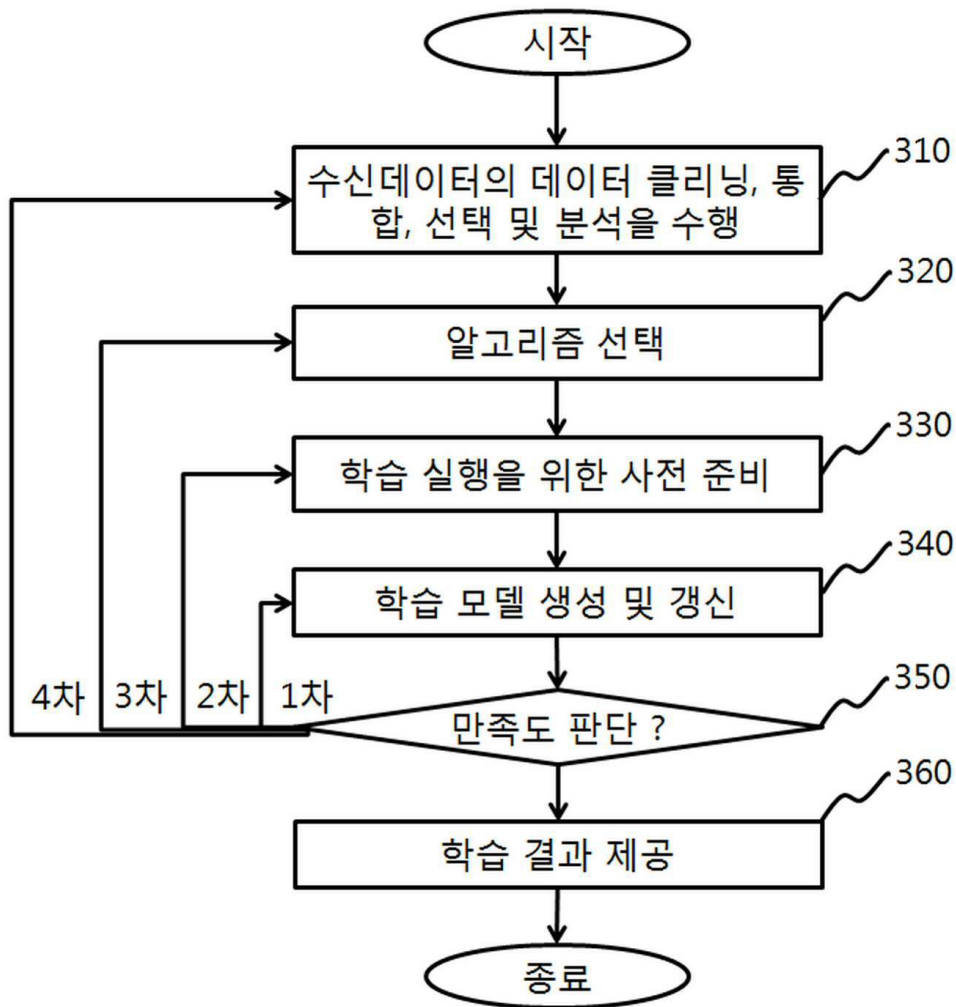 시작
310
수신데이터의 데이터 클리닝, 통
합, 선택 및 분석을 수행
320
알고리즘 선택
330
학습 실행을 위한 사전 준비
340
학습 모델 생성 및 갱신
4차 3차 2차 1차
350
만족도 판단 ?
360
학습 결과 제공
종료